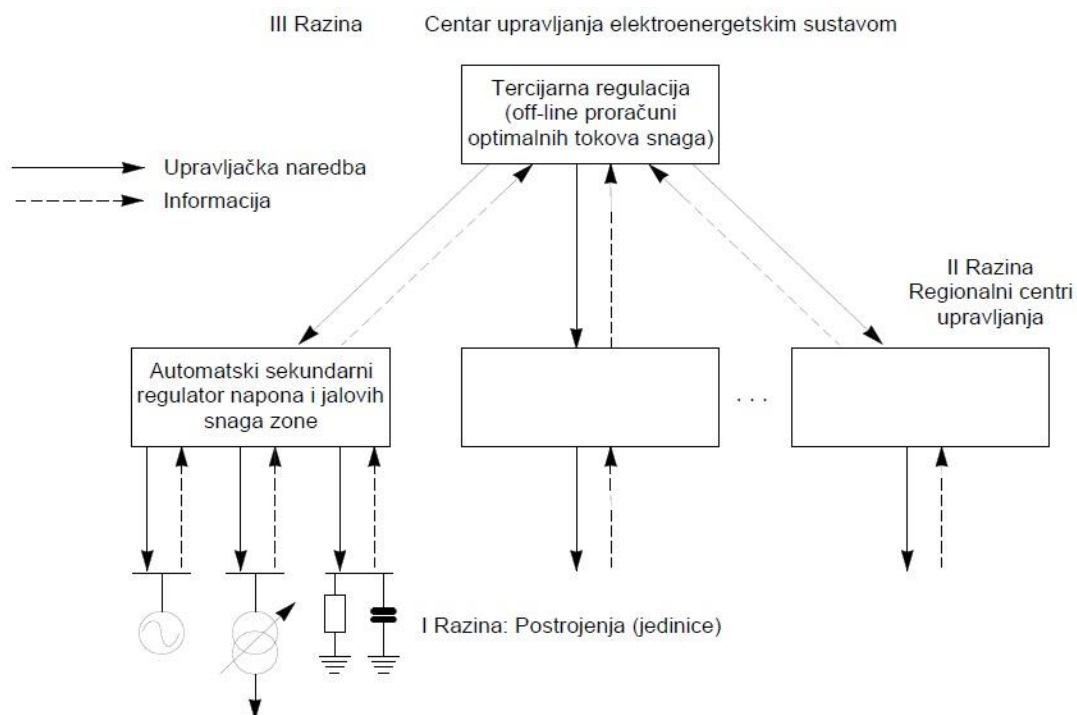 III Razina Centar upravljanja elektroenergetskim sustavom
Tercijarna regulacija
(off-line proračuni
optimalnih tokova snaga)
Upravljačka naredba
Informacija
II Razina
Regionalni centri
upravljanja
Automatski sekundarni
regulator napona i jalovih
snaga zone
. . .
I Razina: Postrojenja (jedinice)